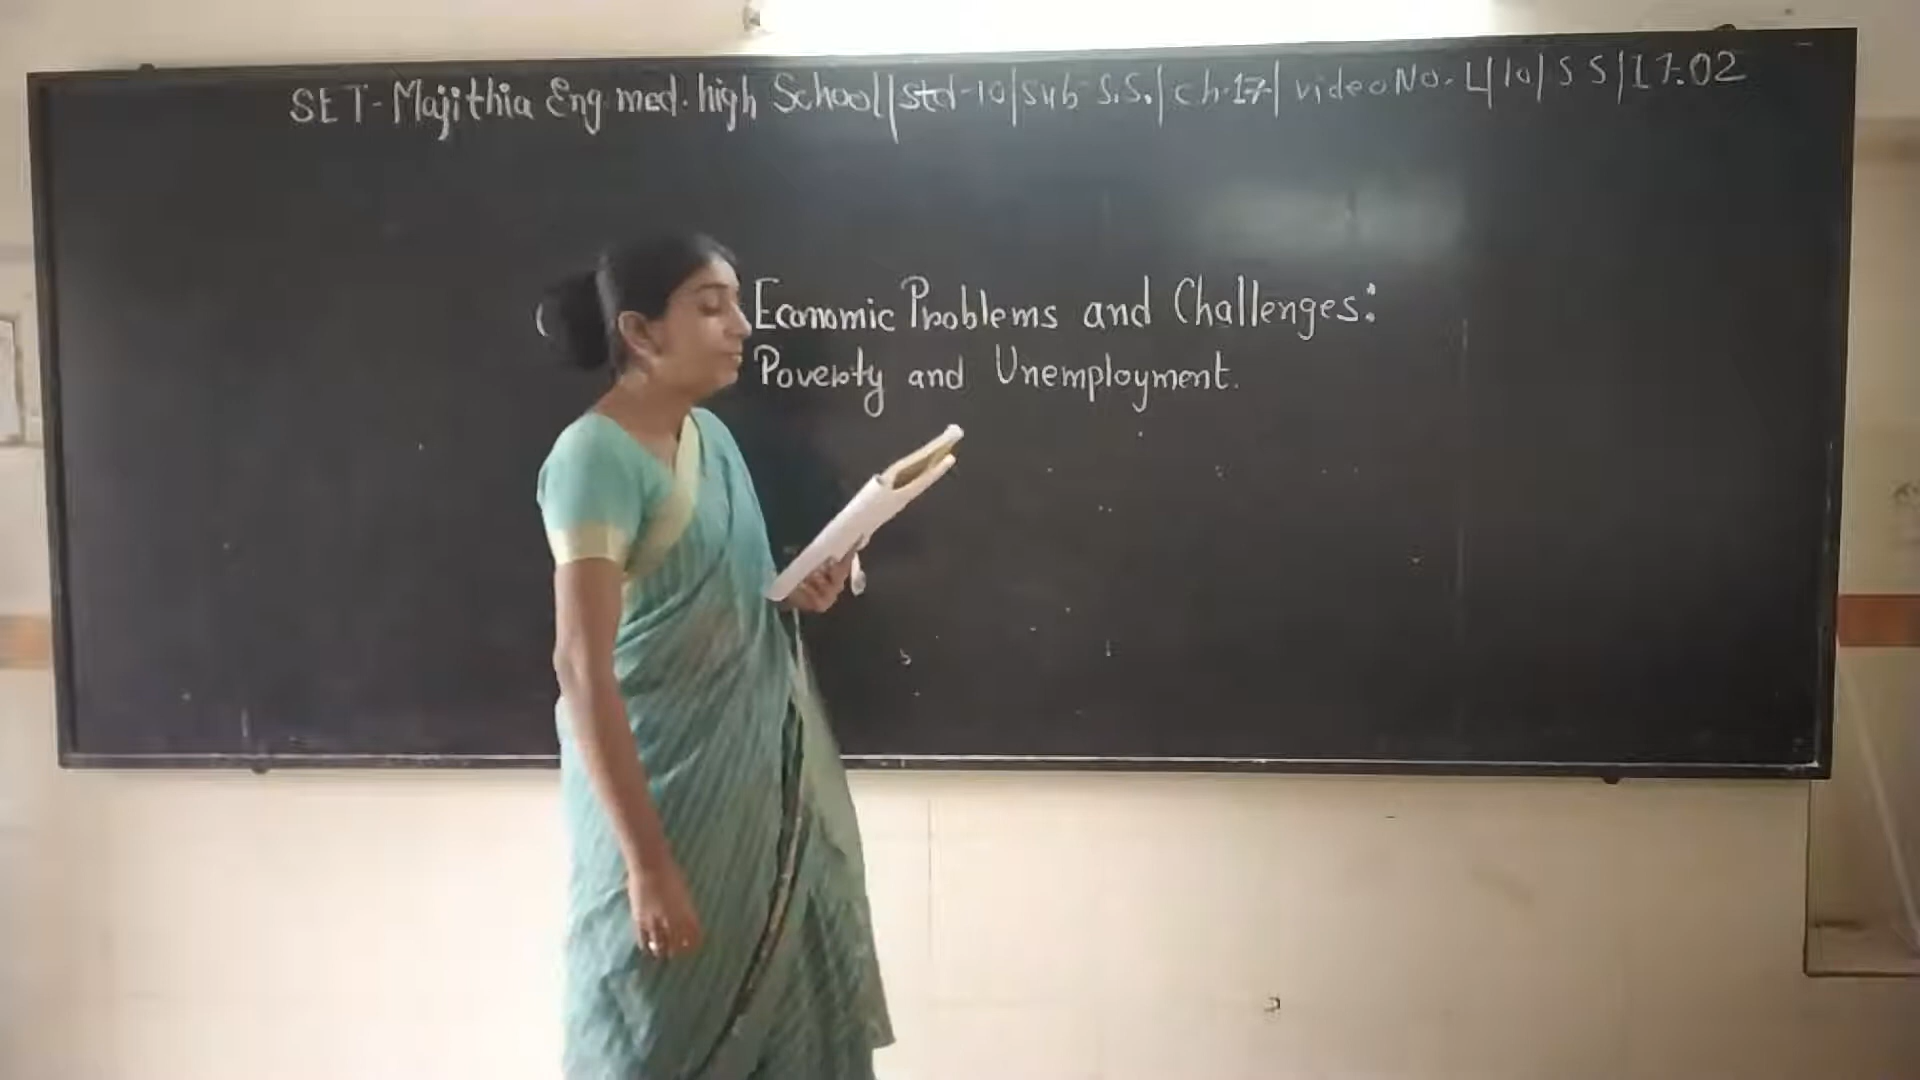 SET-Majithia Eng med. high School|Std-10|Sub S.S.|ch.17|video No. 4|10|SS|17.02
Economic Problems and Challenges:
Poverty and Unemployment.